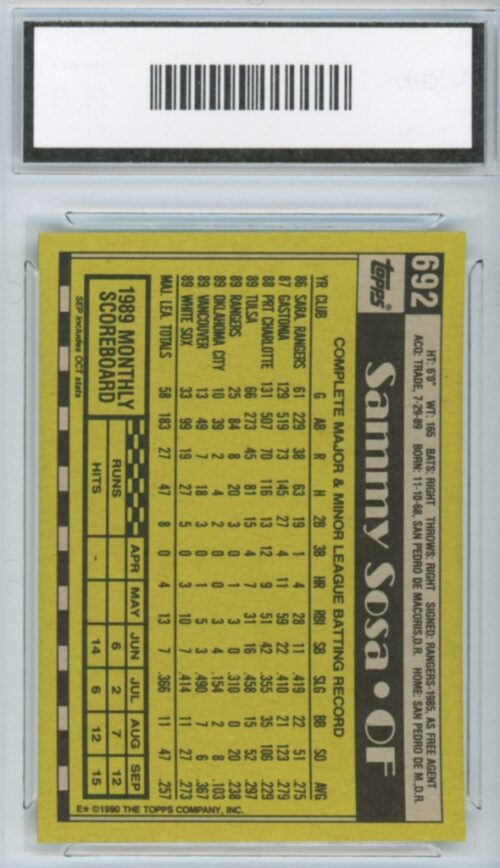 692
Topps
HT: 6'0" WT: 165 BATS: RIGHT THROWS: RIGHT SIGNED: RANGERS-1985, AS FREE AGENT
ACQ: TRADE, 7-29-89 BORN: 11-10-68, SAN PEDRO DE MACORIS, D.R. HOME: SAN PEDRO DE M., D.R.
Sammy Sosa • OF
COMPLETE MAJOR & MINOR LEAGUE BATTING RECORD
YR CLUB G AB R H 2B 3B HR RBI SB SLG BB SO AVG
86 SARA. RANGERS 61 229 38 63 19 1 4 28 11 .419 22 51 .275
87 GASTONIA 129 519 73 145 27 4 11 59 22 .410 21 123 .279
88 PRT CHARLOTTE 131 507 70 116 13 12 9 51 42 .355 35 106 .229
89 TULSA 66 273 45 81 15 4 7 31 16 .458 15 52 .297
89 RANGERS 25 84 8 20 3 0 1 3 0 .310 0 20 .238
89 OKLAHOMA CITY 10 39 2 4 2 0 0 3 4 .154 2 8 .103
89 VANCOUVER 13 49 7 18 3 0 1 5 3 .490 7 6 .367
89 WHITE SOX 33 99 19 27 5 0 3 10 7 .414 11 27 .273
MAJ. LEA. TOTALS 58 183 27 47 8 0 4 13 7 .366 11 47 .257
1989 MONTHLY SCOREBOARD
APR MAY JUN JUL AUG SEP
RUNS 6 2 7 12
HITS - 14 6 12 15
SEP includes OCT stats
E* ©1990 THE TOPPS COMPANY, INC.